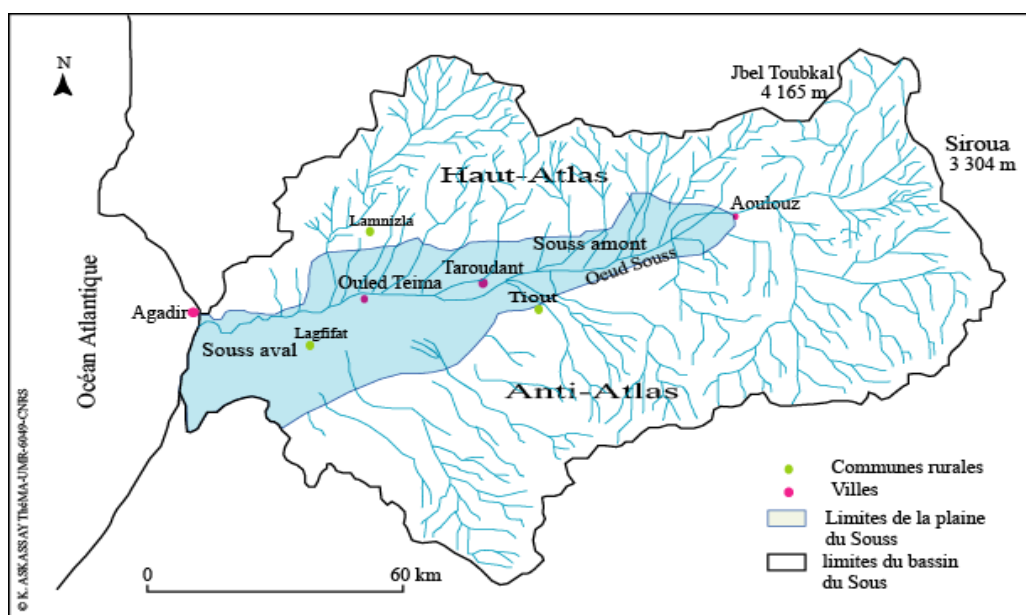 N
Jbel Toubkal
4 165 m
Siroua
3 304 m
Haut-Atlas
Aoulouz
Lamnizla
Souss amont
Oeud Souss
Taroudant
Ouled Teima
Tiout
Océan Atlantique
Agadir
Lagfifat
Souss aval
Anti-Atlas
Communes rurales
Villes
Limites de la plaine
du Souss
limites du bassin
du Sous
0
60 km
© K. ASKASSAY ThéMA-UMR-6049-CNRS